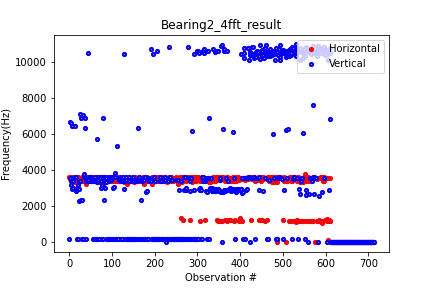 Bearing2_4fft_result
Horizontal
Vertical
10000
8000
6000
4000
2000
0
Frequency(Hz)
0 100 200 300 400 500 600 700
Observation #